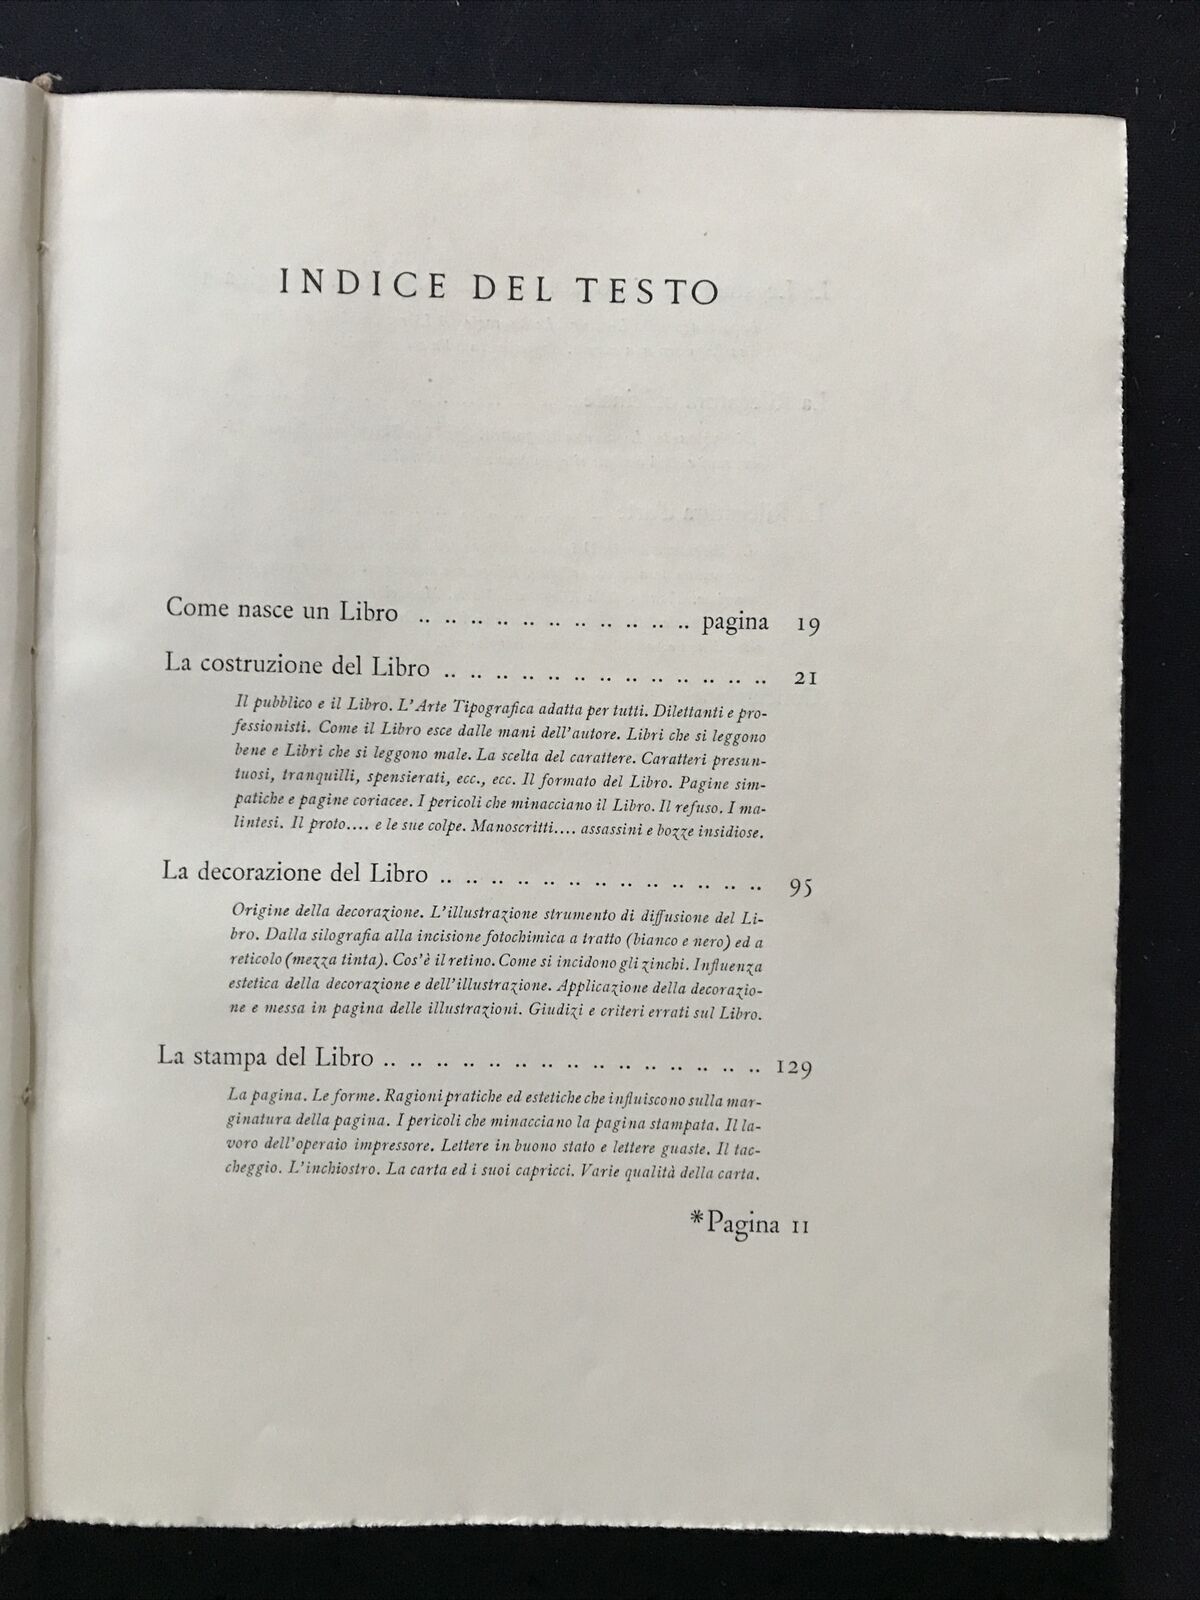 INDICE DEL TESTO
Come nasce un Libro .. .. .. .. .. .. .. .. .. .. .. pagina 19
La costruzione del Libro .. .. .. .. .. .. .. .. .. .. .. .. .. 21
Il pubblico e il Libro. L'Arte Tipografica adatta per tutti. Dilettanti e pro-
fessionisti. Come il Libro esce dalle mani dell'autore. Libri che si leggono
bene e Libri che si leggono male. La scelta del carattere. Caratteri presun-
tuosi, tranquilli, spensierati, ecc., ecc. Il formato del Libro. Pagine sim-
patiche e pagine coriacee. I pericoli che minacciano il Libro. Il refuso. I ma-
lintesi. Il proto.... e le sue colpe. Manoscritti.... assassini e bozze insidiose.
La decorazione del Libro .. .. .. .. .. .. .. .. .. .. .. .. .. 95
Origine della decorazione. L'illustrazione strumento di diffusione del Li-
bro. Dalla silografia alla incisione fotochimica a tratto (bianco e nero) ed a
reticolo (mezza tinta). Cos'è il retino. Come si incidono gli zinchi. Influenza
estetica della decorazione e dell'illustrazione. Applicazione della decorazio-
ne e messa in pagina delle illustrazioni. Giudizi e criteri errati sul Libro.
La stampa del Libro .. .. .. .. .. .. .. .. .. .. .. .. .. .. .. 129
La pagina. Le forme. Ragioni pratiche ed estetiche che influiscono sulla mar-
ginatura della pagina. I pericoli che minacciano la pagina stampata. Il la-
voro dell'operaio impressore. Lettere in buono stato e lettere guaste. Il tac-
cheggio. L'inchiostro. La carta ed i suoi capricci. Varie qualità della carta.
*Pagina 11